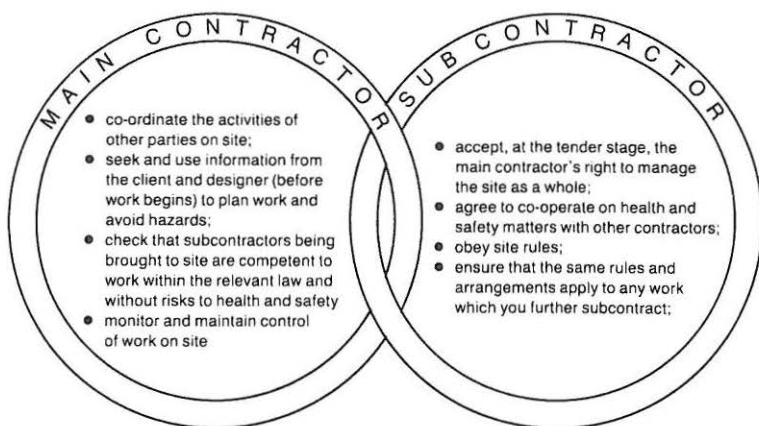 MAIN CONTRACTOR
co-ordinate the activities of
other parties on site;
seek and use information from
the client and designer (before
work begins) to plan work and
avoid hazards;
check that subcontractors being
brought to site are competent to
work within the relevant law and
without risks to health and safety
monitor and maintain control
of work on site
SUBCONTRACTOR
accept, at the tender stage, the
main contractor's right to manage
the site as a whole;
agree to co-operate on health and
safety matters with other contractors;
obey site rules;
ensure that the same rules and
arrangements apply to any work
which you further subcontract;